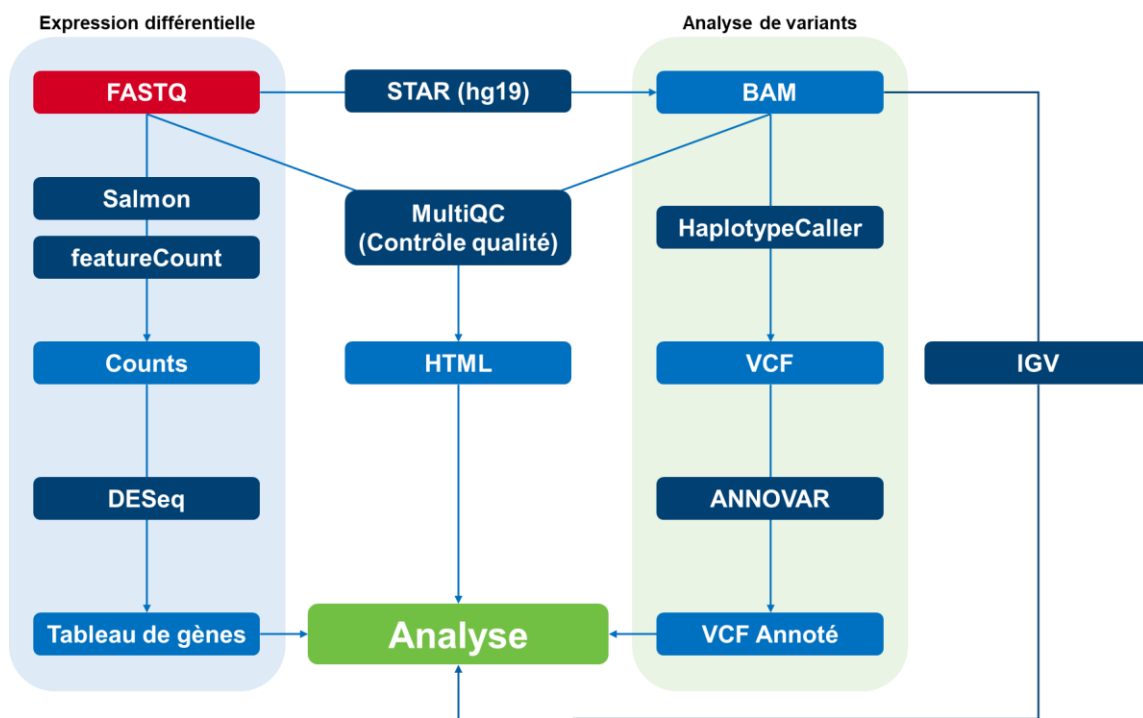 Expression différentielle
Analyse de variants
FASTQ
STAR (hg19)
BAM
Salmon
MultiQC
(Contrôle qualité)
HaplotypeCaller
featureCount
Counts
HTML
VCF
IGV
DESeq
ANNOVAR
Tableau de gènes
Analyse
VCF Annoté